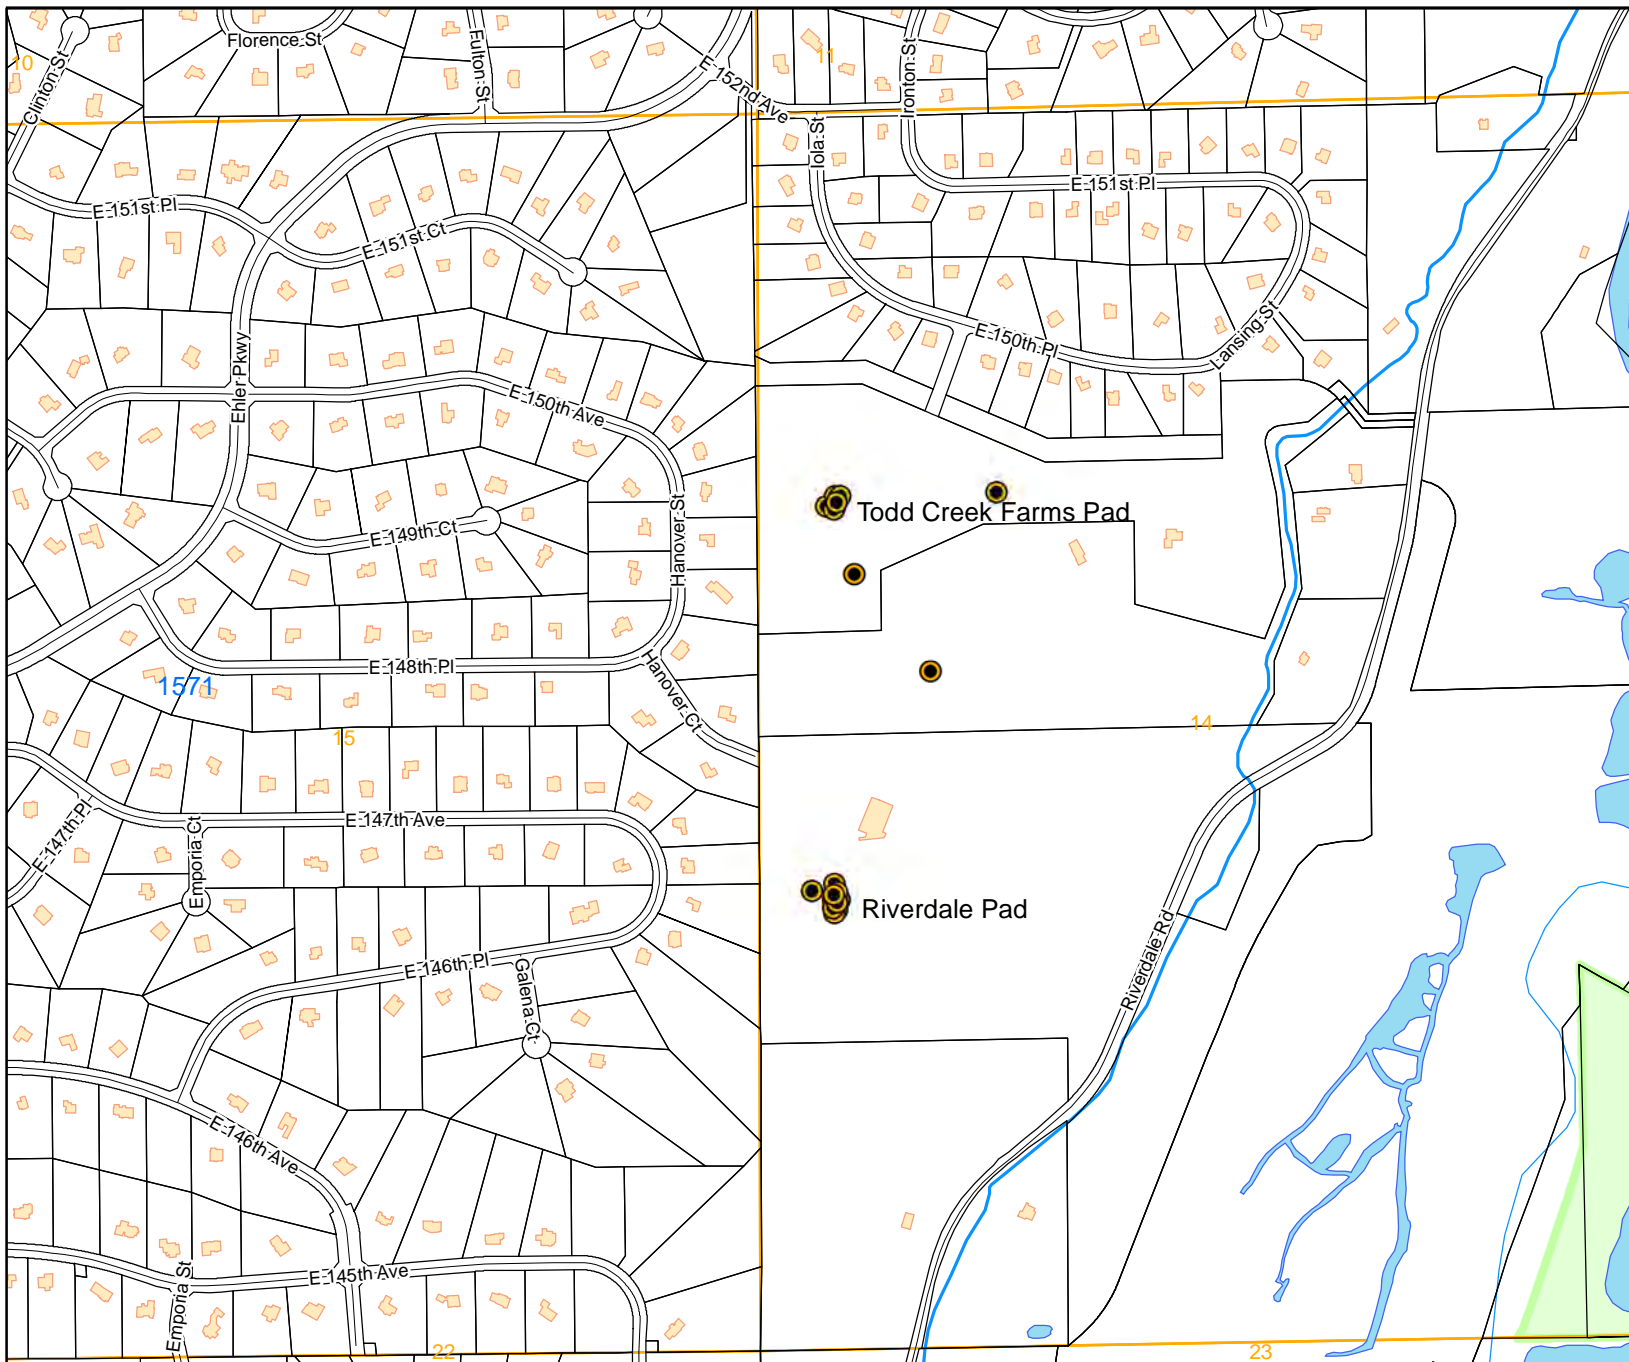 Florence St
Fulton St
Clinton St
10
11
E 152nd Ave
Ironton St
Iola St
E 151st Pl
E 151st Pl
E 151st Ct
Ehler Pkwy
E 150th Pl
Lansing St
E 150th Ave
Todd Creek Farms Pad
E 149th Ct
Hanover St
E 148th Pl
Hanover Ct
1571
15
14
E 147th Pl
Emporia Ct
E 147th Ave
Riverdale Pad
Riverdale Rd
E 146th Pl
Galena Ct
E 146th Ave
E 145th Ave
Emporia St
22
23